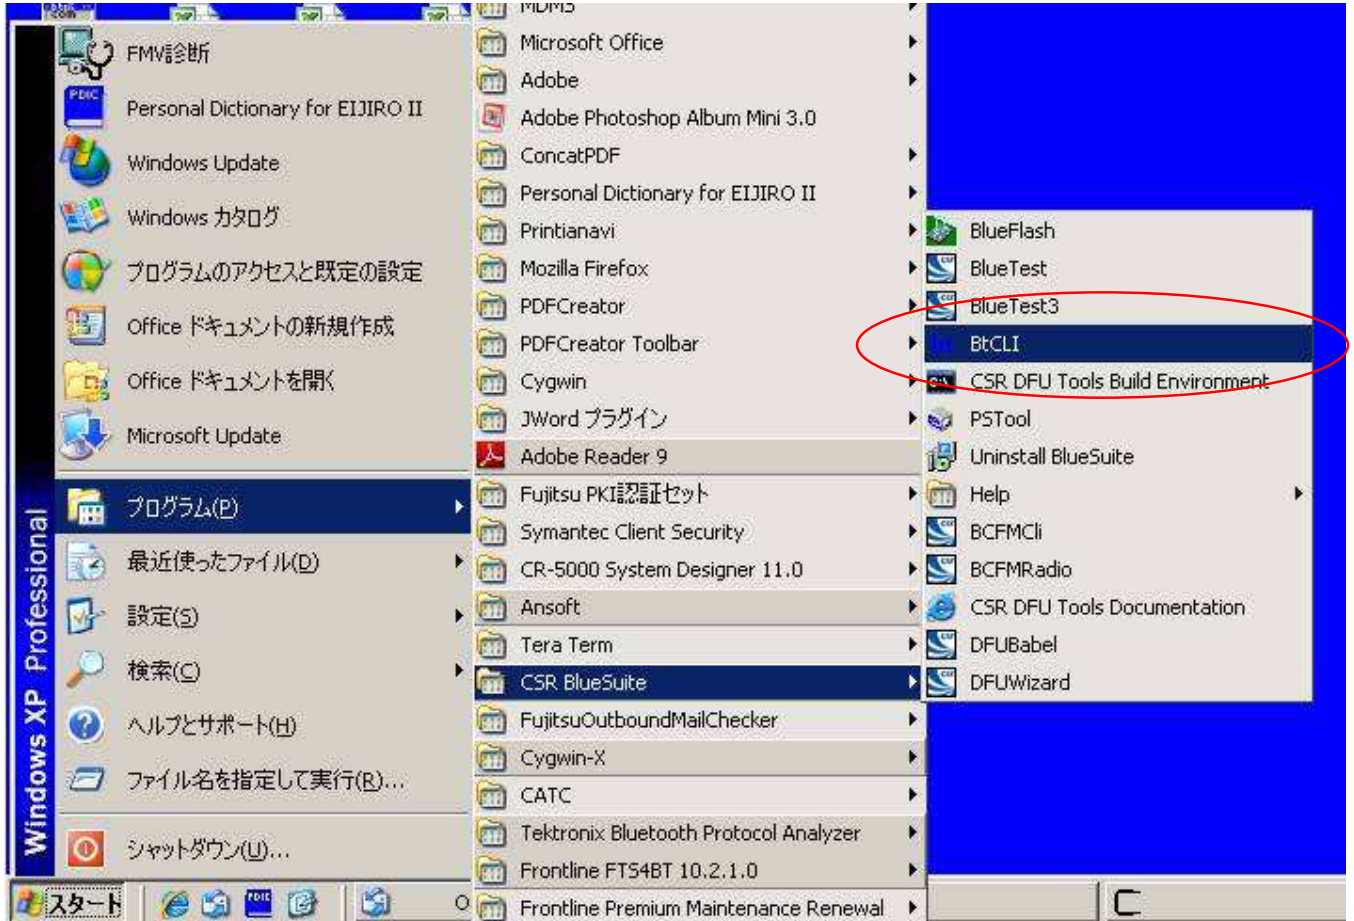 FMV診断
Personal Dictionary for EIJIRO II
Windows Update
Windows カタログ
プログラムのアクセスと既定の設定
Office ドキュメントの新規作成
Office ドキュメントを開く
Microsoft Update
プログラム(P)
最近使ったファイル(D)
設定(S)
検索(C)
ヘルプとサポート(H)
ファイル名を指定して実行(R)...
シャットダウン(U)...
Windows XP Professional
スタート
MDM3
Microsoft Office
Adobe
Adobe Photoshop Album Mini 3.0
ConcatPDF
Personal Dictionary for EIJIRO II
Printianavi
Mozilla Firefox
PDFCreator
PDFCreator Toolbar
Cygwin
JWord プラグイン
Adobe Reader 9
Fujitsu PKI認証セット
Symantec Client Security
CR-5000 System Designer 11.0
Ansoft
Tera Term
CSR BlueSuite
FujitsuOutboundMailChecker
Cygwin-X
CATC
Tektronix Bluetooth Protocol Analyzer
Frontline FTS4BT 10.2.1.0
Frontline Premium Maintenance Renewal
BlueFlash
BlueTest
BlueTest3
BtCLI
CSR DFU Tools Build Environment
PSTool
Uninstall BlueSuite
Help
BCFMCli
BCFMRadio
CSR DFU Tools Documentation
DFUBabel
DFUWizard